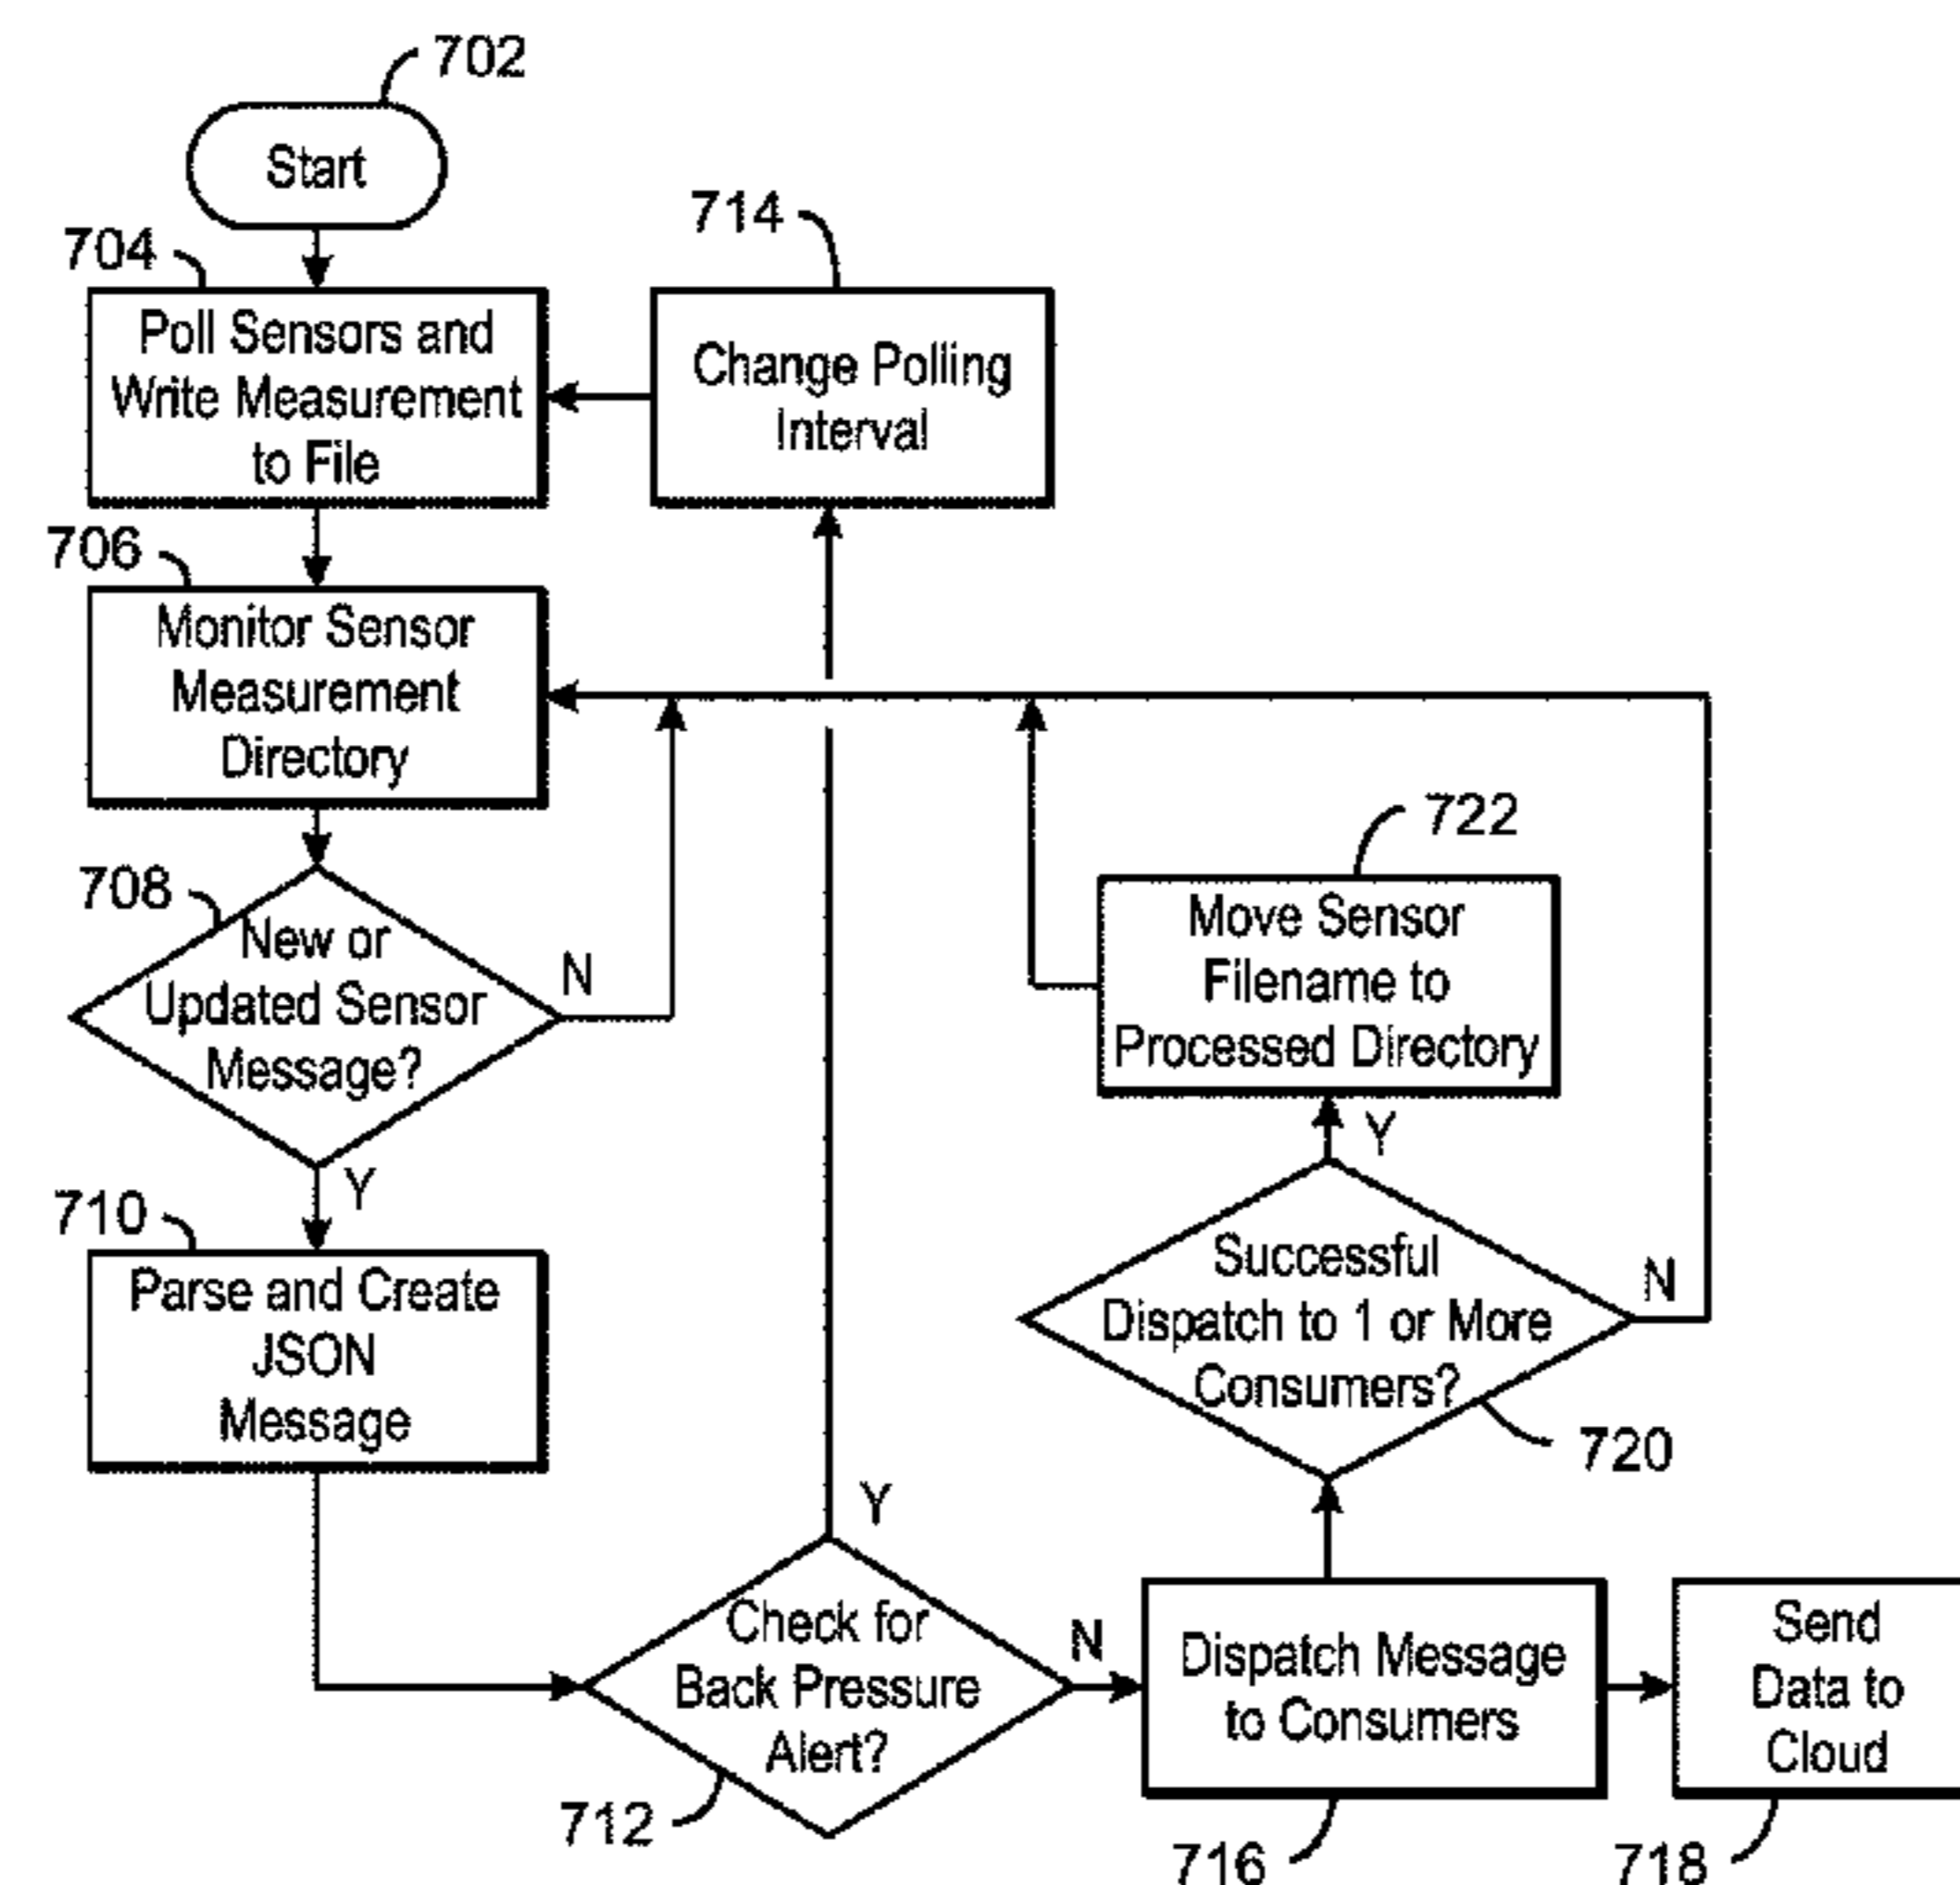 702
Start
704
Poll Sensors and
Write Measurement
to File
714
Change Polling
Interval
706
Monitor Sensor
Measurement
Directory
708
New or
Updated Sensor
Message?
N
Y
722
Move Sensor
Filename to
Processed Directory
Y
710
Parse and Create
JSON
Message
Successful
Dispatch to 1 or More
Consumers?
N
720
Y
Check for
Back Pressure
Alert?
N
712
Dispatch Message
to Consumers
716
Send
Data to
Cloud
718